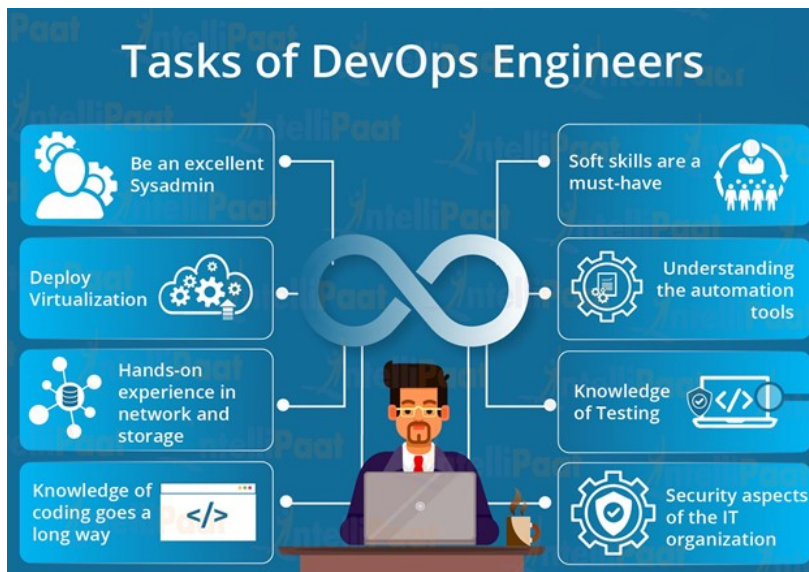 Tasks of DevOps Engineers
Be an excellent
Sysadmin
Deploy
Virtualization
Hands-on
experience in
network and
storage
Knowledge of
coding goes a
long way
</>
Soft skills are a
must-have
Understanding
the automation
tools
Knowledge
of Testing
</>
Security aspects
of the IT
organization
IntelliPaat